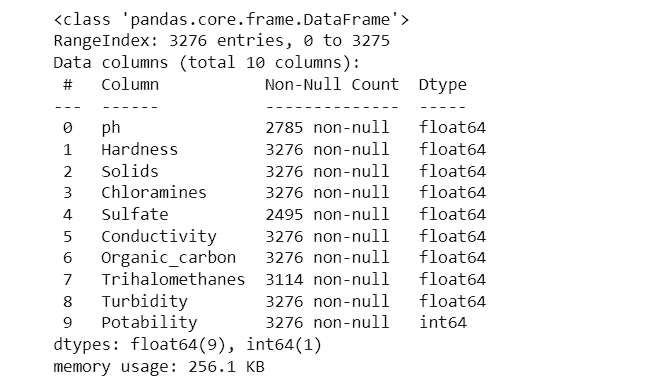 <class 'pandas.core.frame.DataFrame'>
RangeIndex: 3276 entries, 0 to 3275
Data columns (total 10 columns):
 #   Column           Non-Null Count  Dtype
---  ------           --------------  -----
 0   ph               2785 non-null   float64
 1   Hardness         3276 non-null   float64
 2   Solids           3276 non-null   float64
 3   Chloramines      3276 non-null   float64
 4   Sulfate          2495 non-null   float64
 5   Conductivity     3276 non-null   float64
 6   Organic_carbon   3276 non-null   float64
 7   Trihalomethanes  3114 non-null   float64
 8   Turbidity        3276 non-null   float64
 9   Potability       3276 non-null   int64
dtypes: float64(9), int64(1)
memory usage: 256.1 KB